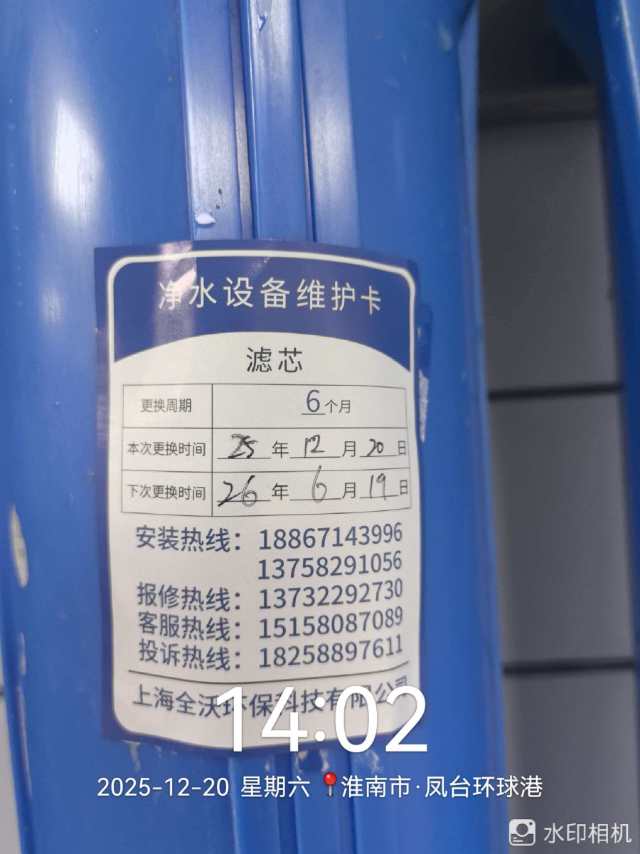 净水设备维护卡
滤芯
更换周期 6个月
本次更换时间 25年12月20日
下次更换时间 26年6月19日
安装热线：18867143996
13758291056
报修热线：13732292730
客服热线：15158087089
投诉热线：18258897611
上海全沃环保科技有限公司
14:02
2025-12-20 星期六 淮南市·凤台环球港
水印相机